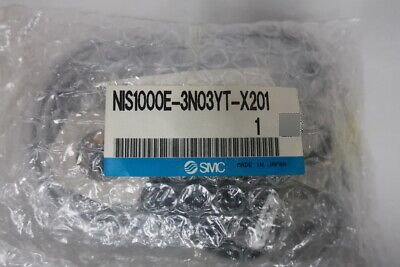 NIS1000E-3N03YT-X201
1
SMC MADE IN JAPAN